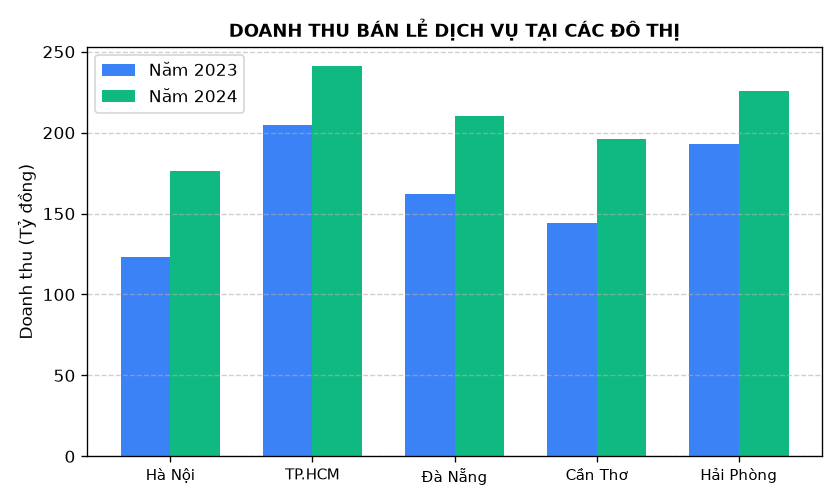 DOANH THU BÁN LẺ DỊCH VỤ TẠI CÁC ĐÔ THỊ
Năm 2023
Năm 2024
Doanh thu (Tỷ đồng)
250
200
150
100
50
0
Hà Nội TP.HCM Đà Nẵng Cần Thơ Hải Phòng